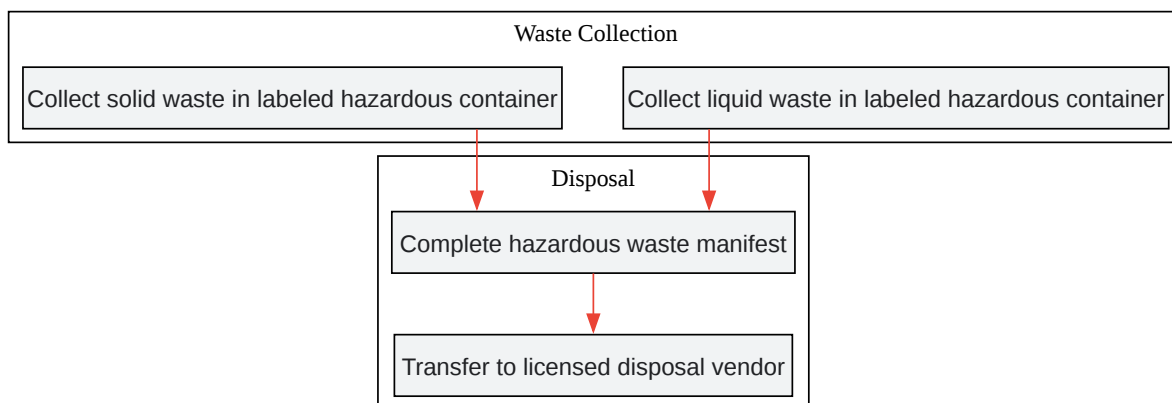 Waste Collection
Collect solid waste in labeled hazardous container
Collect liquid waste in labeled hazardous container
Disposal
Complete hazardous waste manifest
Transfer to licensed disposal vendor